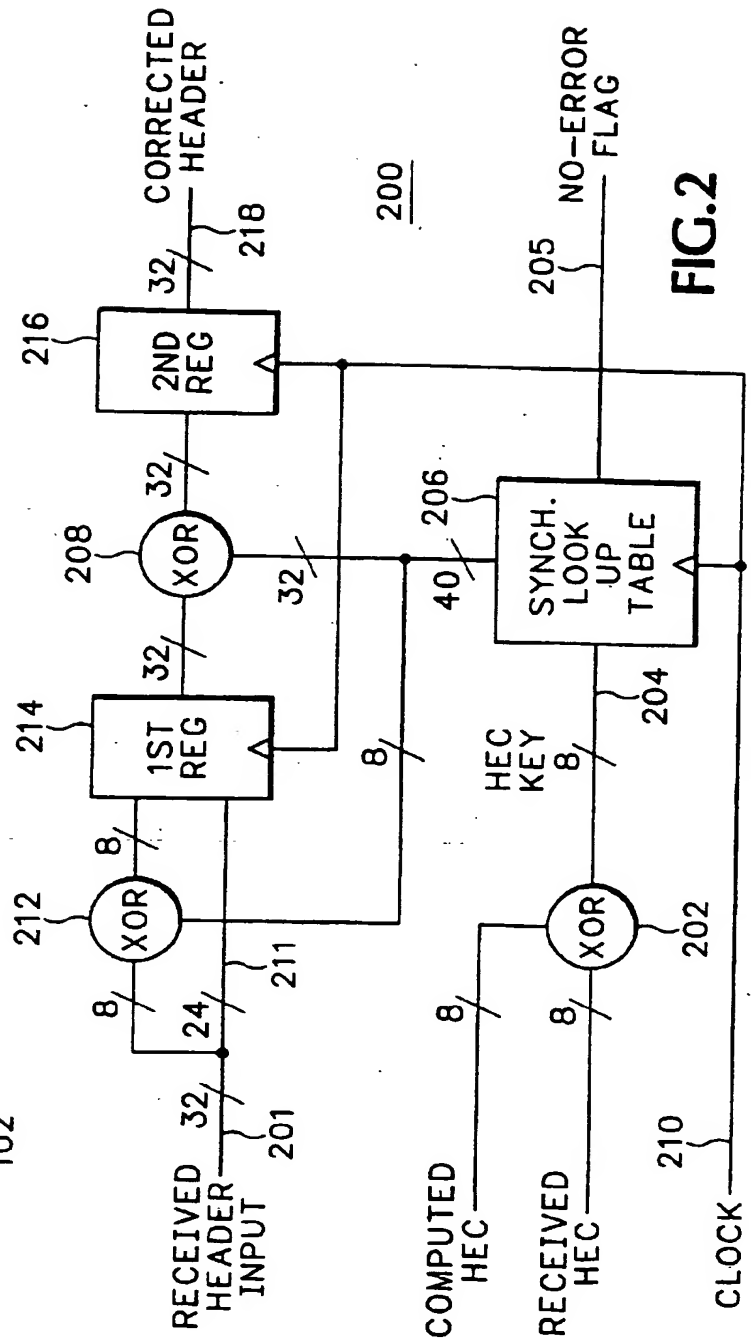 102
RECEIVED
HEADER
INPUT
32
201
8
24
211
212
XOR
8
214
1ST
REG
32
208
XOR
32
216
2ND
REG
32
218
CORRECTED
HEADER
8
32
40
200
COMPUTED
HEC
8
RECEIVED
HEC
8
XOR
202
HEC
KEY
8
204
206
SYNCH.
LOOK
UP
TABLE
205
NO-ERROR
FLAG
CLOCK
210
FIG.2